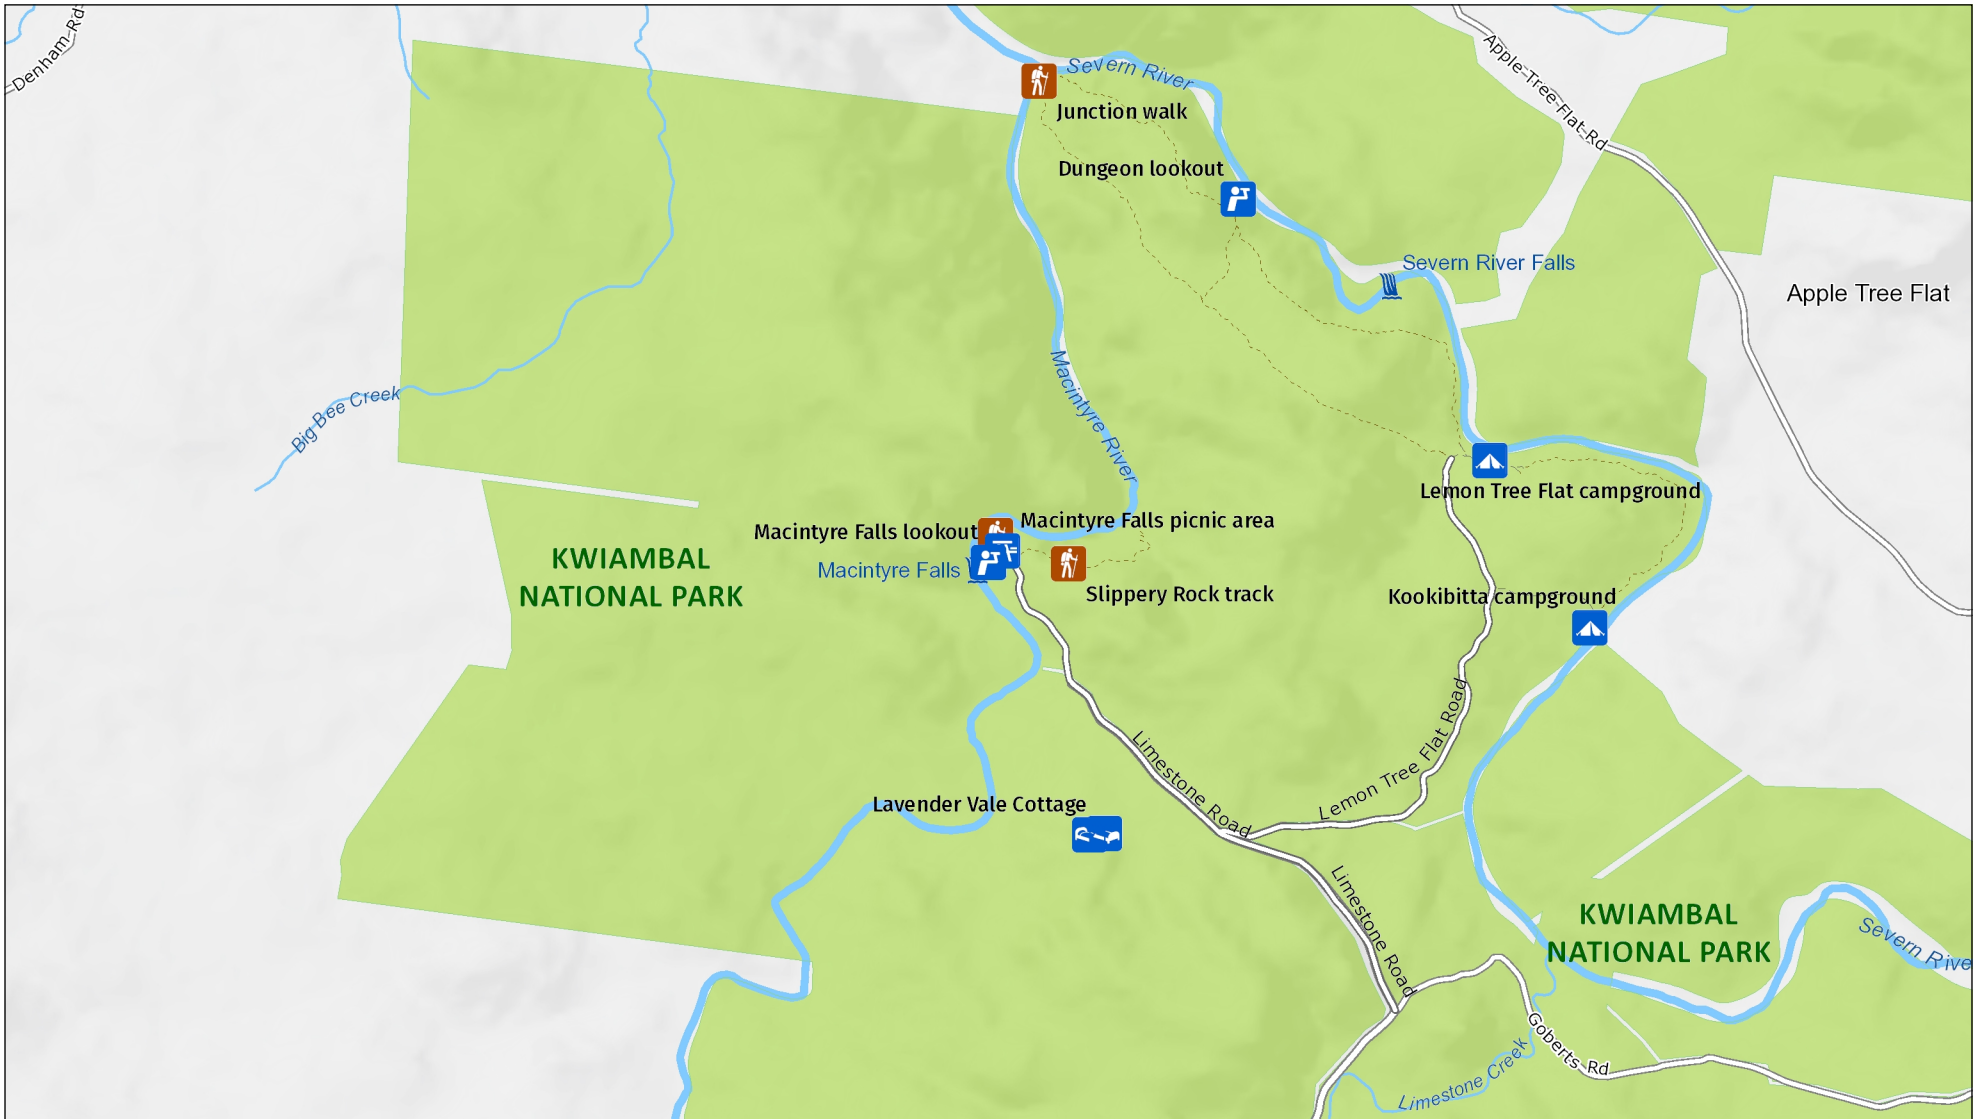 Denham Rd
Severn River
Apple Tree Flat Rd
Junction walk
Dungeon lookout
Severn River Falls
Apple Tree Flat
Big Bee Creek
Macintyre River
Lemon Tree Flat campground
Macintyre Falls lookout
Macintyre Falls picnic area
KWIAMBAL
NATIONAL PARK
Macintyre Falls
Slippery Rock track
Kookibitta campground
Limestone Road
Lemon Tree Flat Road
Lavender Vale Cottage
Limestone Road
KWIAMBAL
NATIONAL PARK
Severn Rive
Goberts Rd
Limestone Creek